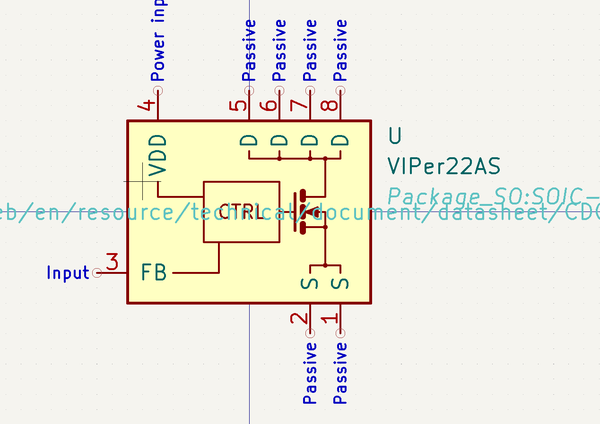 Power inp
Passive
Passive
Passive
Passive
4
5
6
7
8
VDD
D
D
D
D
U
VIPer22AS
Package_SO:SOIC-
eb/en/resource/technical/document/datasheet/CD0
CTRL
Input
3
FB
S
S
2
1
Passive
Passive